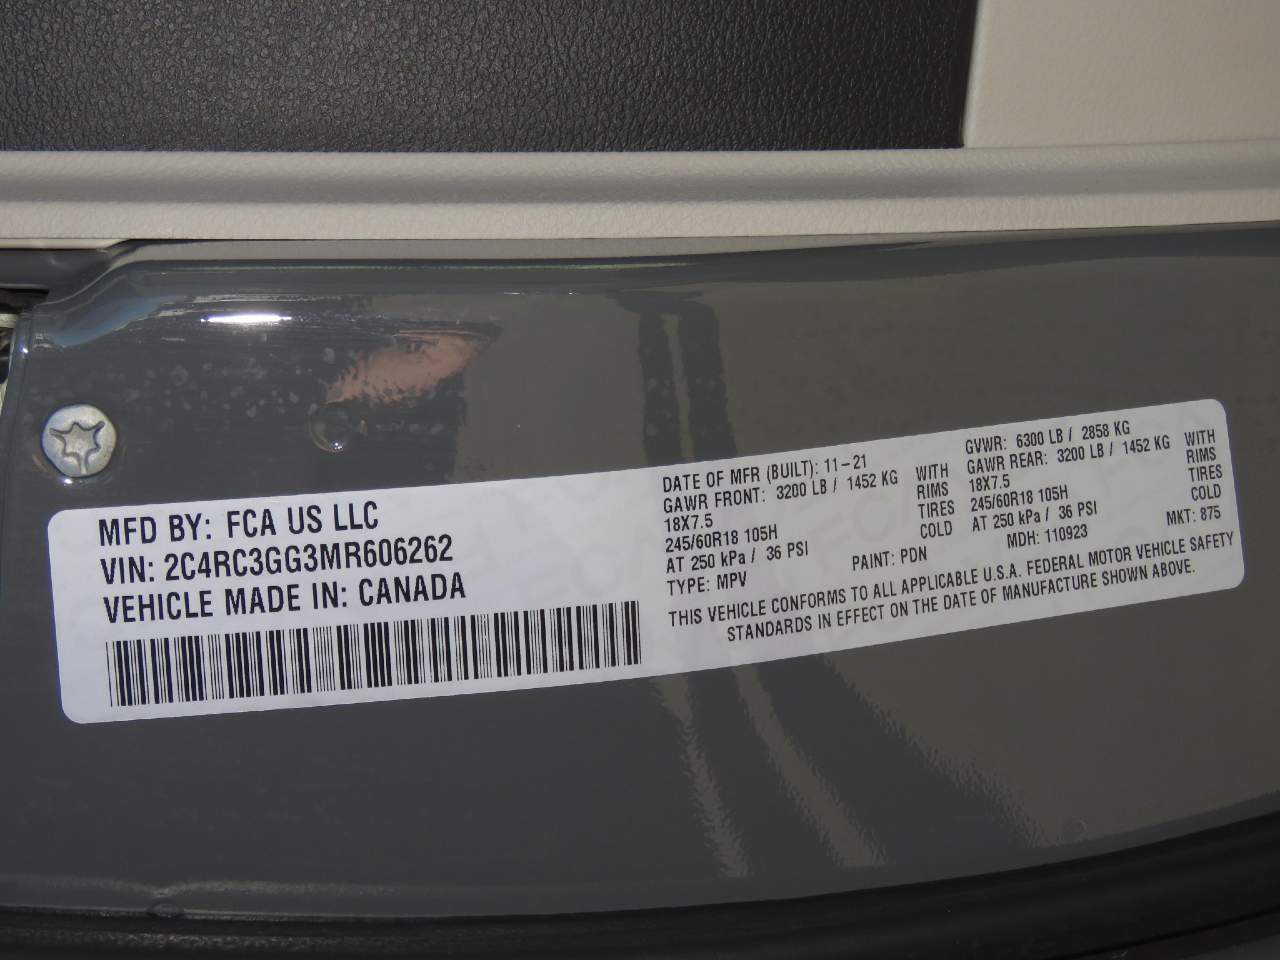 MFD BY: FCA US LLC
VIN: 2C4RC3GG3MR606262
VEHICLE MADE IN: CANADA
DATE OF MFR (BUILT): 11-21
GAWR FRONT: 3200 LB / 1452 KG WITH
18X7.5 RIMS
245/60R18 105H TIRES
AT 250 kPa / 36 PSI COLD
TYPE: MPV PAINT: PDN
GVWR: 6300 LB / 2858 KG
GAWR REAR: 3200 LB / 1452 KG WITH
18X7.5 RIMS
245/60R18 105H TIRES
AT 250 kPa / 36 PSI COLD
MDH: 110923 MKT: 875
THIS VEHICLE CONFORMS TO ALL APPLICABLE U.S.A. FEDERAL MOTOR VEHICLE SAFETY
STANDARDS IN EFFECT ON THE DATE OF MANUFACTURE SHOWN ABOVE.